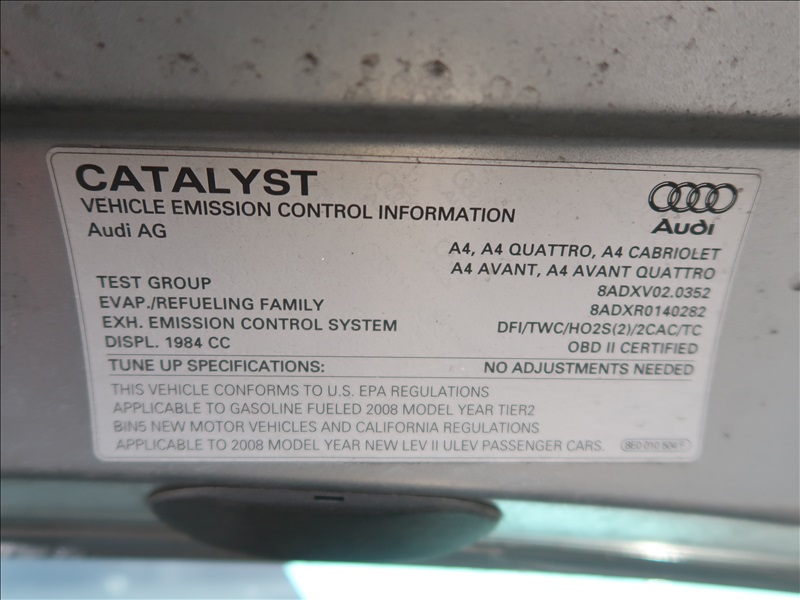 CATALYST
VEHICLE EMISSION CONTROL INFORMATION
Audi AG
Audi
A4, A4 QUATTRO, A4 CABRIOLET
A4 AVANT, A4 AVANT QUATTRO
TEST GROUP 8ADXV02.0352
EVAP./REFUELING FAMILY 8ADXR0140282
EXH. EMISSION CONTROL SYSTEM DFI/TWC/HO2S(2)/2CAC/TC
DISPL. 1984 CC OBD II CERTIFIED
TUNE UP SPECIFICATIONS: NO ADJUSTMENTS NEEDED
THIS VEHICLE CONFORMS TO U.S. EPA REGULATIONS
APPLICABLE TO GASOLINE FUELED 2008 MODEL YEAR TIER2
BIN5 NEW MOTOR VEHICLES AND CALIFORNIA REGULATIONS
APPLICABLE TO 2008 MODEL YEAR NEW LEV II ULEV PASSENGER CARS.
8E0 010